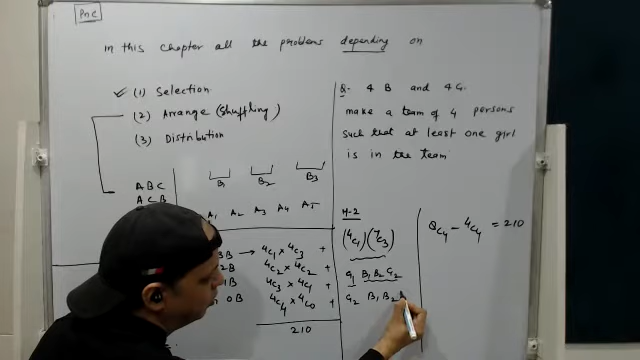 PnC
In this chapter all the problems depending on
✓ (1) Selection
(2) Arrange (shuffling)
(3) Distribution
B1 B2 B3
A B C
A C B
A1 A2 A3 A4 A5
3B → ⁴C₁ × ⁴C₃ +
2B ⁴C₂ × ⁴C₂ +
1B ⁴C₃ × ⁴C₁ +
0B ⁴C₄ × ⁴C₀ +
210
Q- 4 B and 4 G.
make a team of 4 persons
such that at least one girl
is in the team
M-2
(⁴C₁)(⁷C₃)
G1 B1 B2 G2
G2 B1 B2
⁸C₄ - ⁴C₄ = 210